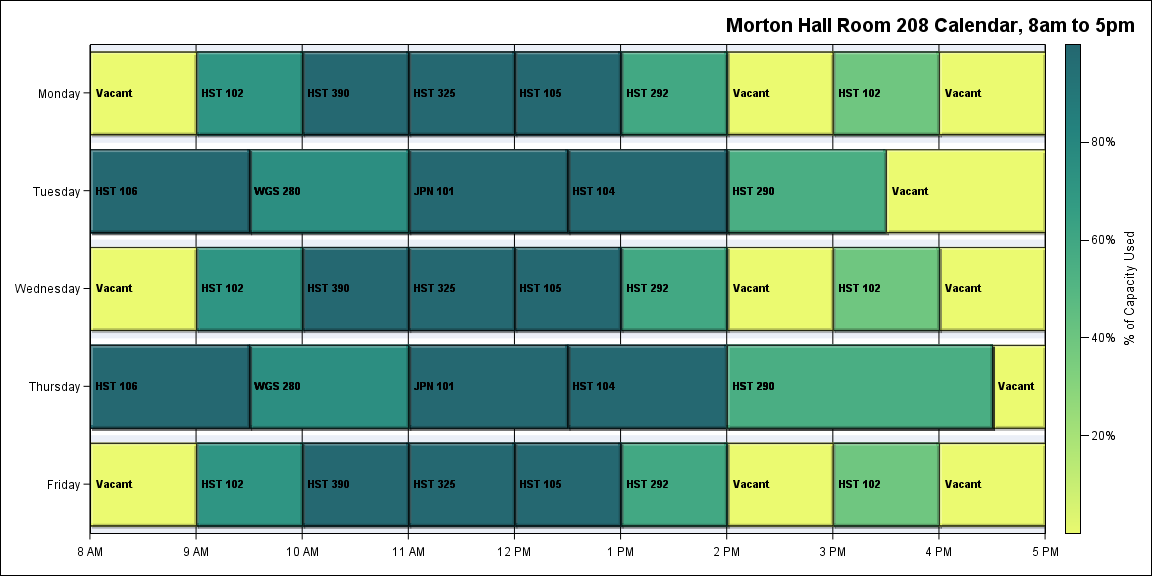 Morton Hall Room 208 Calendar, 8am to 5pm
Monday Vacant HST 102 HST 390 HST 325 HST 105 HST 292 Vacant HST 102 Vacant
Tuesday HST 106 WGS 280 JPN 101 HST 104 HST 290 Vacant
Wednesday Vacant HST 102 HST 390 HST 325 HST 105 HST 292 Vacant HST 102 Vacant
Thursday HST 106 WGS 280 JPN 101 HST 104 HST 290 Vacant
Friday Vacant HST 102 HST 390 HST 325 HST 105 HST 292 Vacant HST 102 Vacant
8 AM 9 AM 10 AM 11 AM 12 PM 1 PM 2 PM 3 PM 4 PM 5 PM
80%
60%
40%
20%
% of Capacity Used